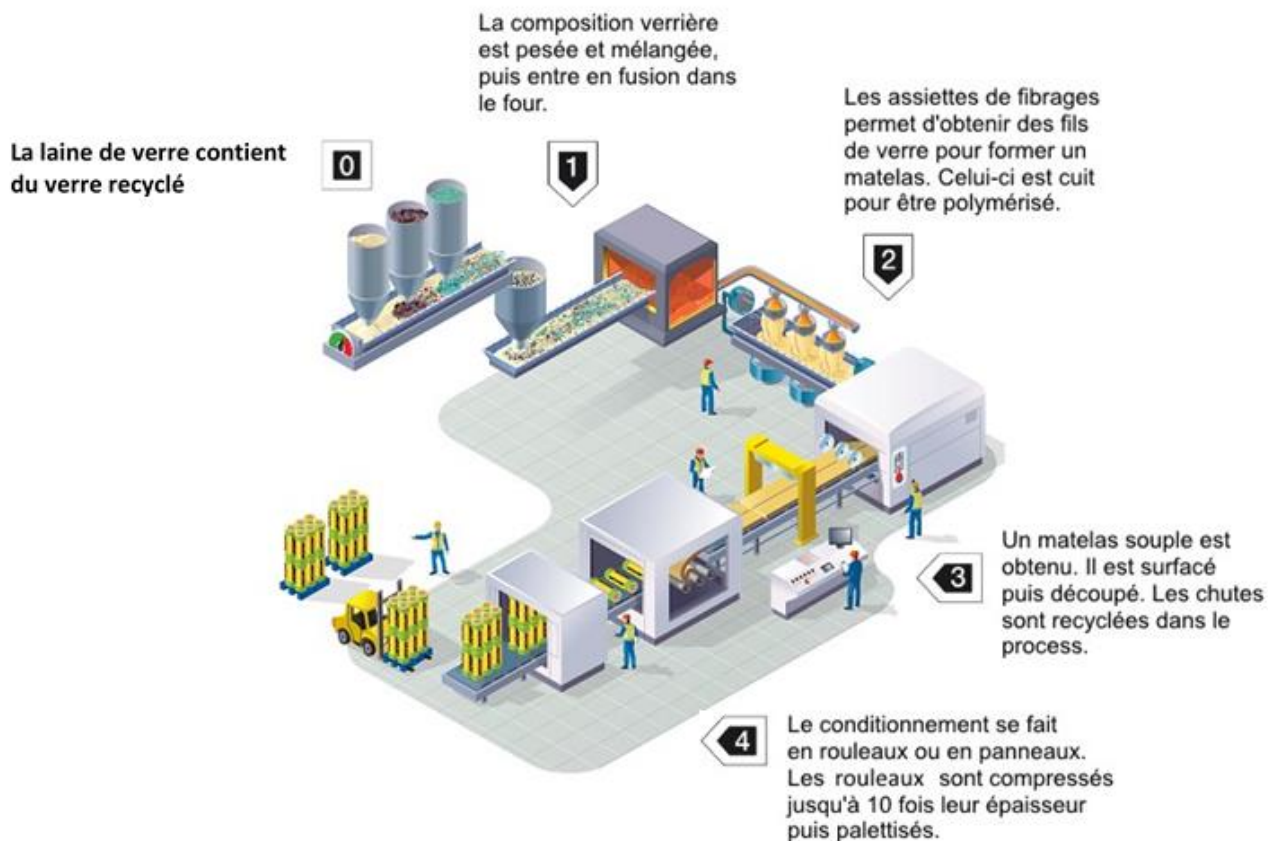 La composition verrière
est pesée et mélangée,
puis entre en fusion dans
le four.
La laine de verre contient
du verre recyclé
0
1
Les assiettes de fibrages
permet d'obtenir des fils
de verre pour former un
matelas. Celui-ci est cuit
pour être polymérisé.
2
3
Un matelas souple est
obtenu. Il est surfacé
puis découpé. Les chutes
sont recyclées dans le
process.
4
Le conditionnement se fait
en rouleaux ou en panneaux.
Les rouleaux sont compressés
jusqu'à 10 fois leur épaisseur
puis palettisés.